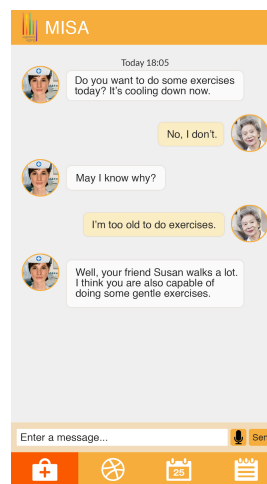 MISA
Today 18:05
Do you want to do some exercises
today? It's cooling down now.
No, I don't.
May I know why?
I'm too old to do exercises.
Well, your friend Susan walks a lot.
I think you are also capable of
doing some gentle exercises.
Enter a message...
Sen
25